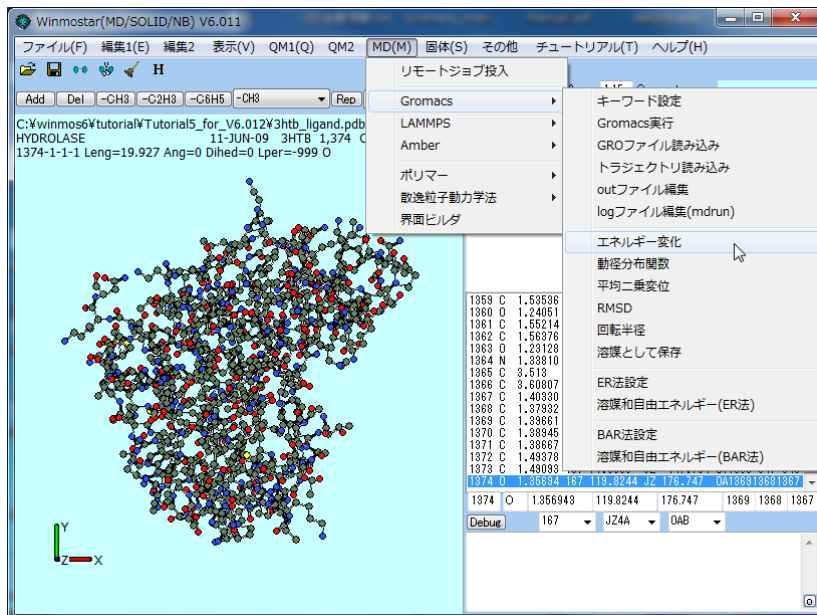 Winmostar(MD/SOLID/NB) V6.011
ファイル(F) 編集1(E) 編集2 表示(V) QM1(Q) QM2 MD(M) 固体(S) その他 チュートリアル(T) ヘルプ(H)
H
Add Del -CH3 -C2H3 -C6H5 -CH3 Rep
C:¥winmos6¥tutorial¥Tutorial5_for_V6.012¥3htb_ligand.pdb
HYDROLASE 11-JUN-09 3HTB 1,374
1374-1-1-1 Leng=19.927 Ang=0 Dihed=0 Lper=-999 O
リモートジョブ投入
Gromacs
LAMMPS
Amber
ポリマー
散逸粒子動力学法
界面ビルダ
キーワード設定
Gromacs実行
GROファイル読み込み
トラジェクトリ読み込み
outファイル編集
logファイル編集(mdrun)
エネルギー変化
動径分布関数
平均二乗変位
RMSD
回転半径
溶媒として保存
ER法設定
溶媒和自由エネルギー(ER法)
BAR法設定
溶媒和自由エネルギー(BAR法)
1359 C 1.53536
1360 O 1.24051
1361 C 1.55214
1362 C 1.56376
1363 O 1.23128
1364 N 1.33810
1365 C 3.513
1366 C 3.60807
1367 C 1.40330
1368 C 1.37932
1369 C 1.39661
1370 C 1.38945
1371 C 1.38667
1372 C 1.49378
1373 C 1.49093
1374 O 1.35694 167 119.8244 JZ 176.747 OA136913681367
1374 O 1.356943 119.8244 176.747 1369 1368 1367
Debug 167 JZ4A OAB
Y
Z X